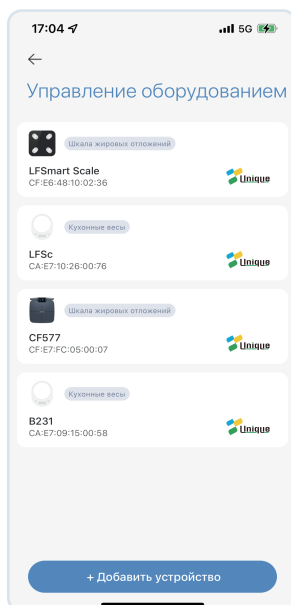 17:04
5G
Управление оборудованием
Шкала жировых отложений
LFSmart Scale
CF:E6:48:10:02:36
Unique
Кухонные весы
LFSc
CA:E7:10:26:00:76
Unique
Шкала жировых отложений
CF577
CF:E7:FC:05:00:07
Unique
Кухонные весы
B231
CA:E7:09:15:00:58
Unique
+ Добавить устройство